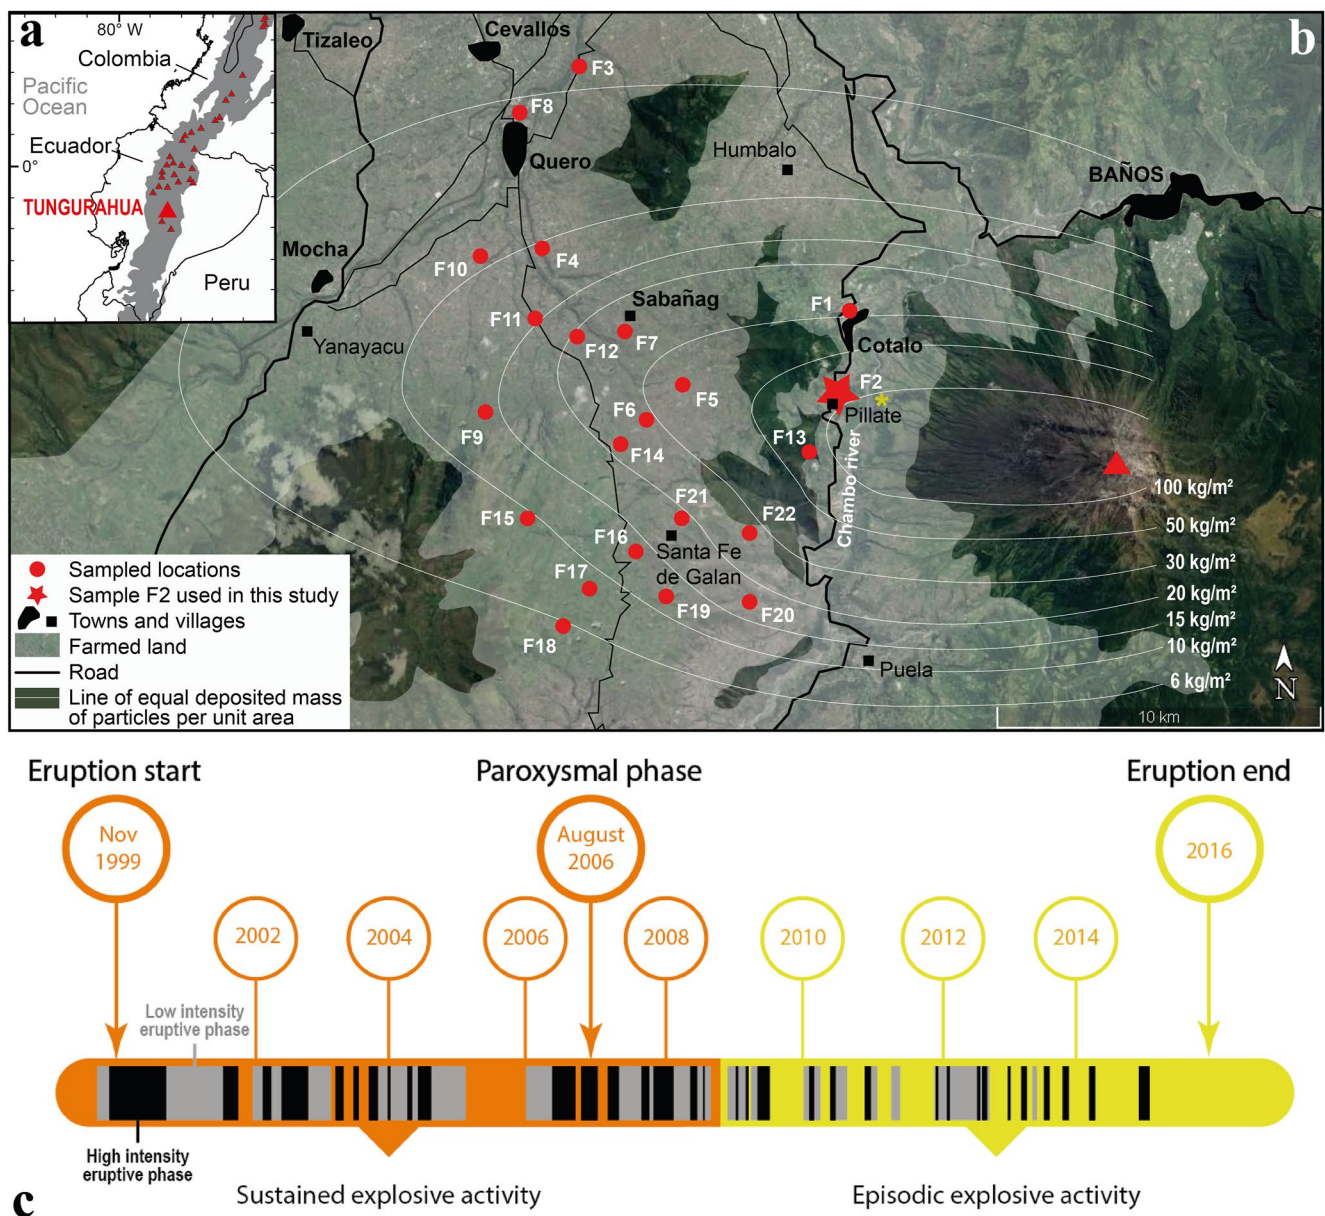 a
80° W
Colombia
Pacific
Ocean
Ecuador
0°
TUNGURAHUA
Peru
b
Tizaleo
Cevallos
F3
F8
Quero
Humbalo
BAÑOS
Mocha
F10
F4
Sabañag
F1
F11
Yanayacu
F12
F7
Cotalo
F2
F5
*
Pillate
F6
F9
F13
F14
Chambo river
100 kg/m²
F21
F22
F15
50 kg/m²
F16
Santa Fe
de Galan
30 kg/m²
F17
20 kg/m²
F19
F20
15 kg/m²
F18
10 kg/m²
Puela
6 kg/m²
N
10 km
Sampled locations
Sample F2 used in this study
Towns and villages
Farmed land
Road
Line of equal deposited mass
of particles per unit area
Eruption start
Paroxysmal phase
Eruption end
Nov
1999
August
2006
2016
2002
2004
2006
2008
2010
2012
2014
Low intensity
eruptive phase
High intensity
eruptive phase
Sustained explosive activity
Episodic explosive activity
c